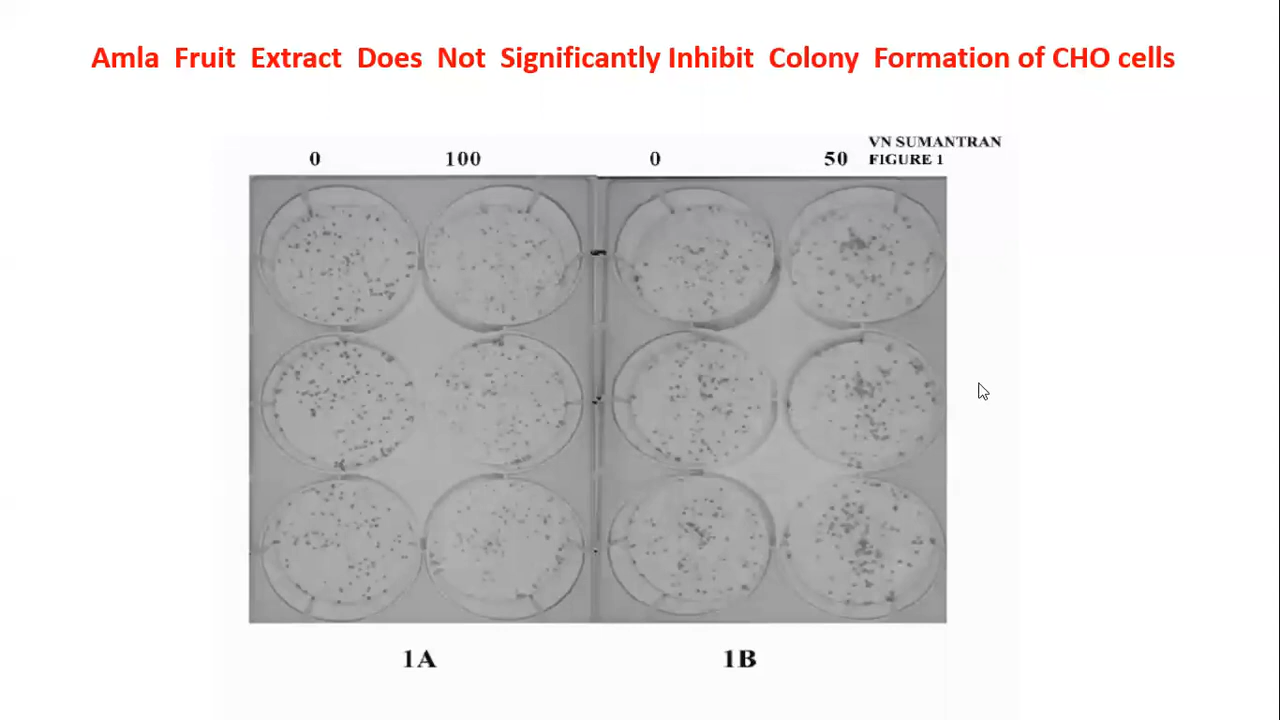 Amla Fruit Extract Does Not Significantly Inhibit Colony Formation of CHO cells
VN SUMANTRAN
0 100 0 50 FIGURE 1
1A 1B